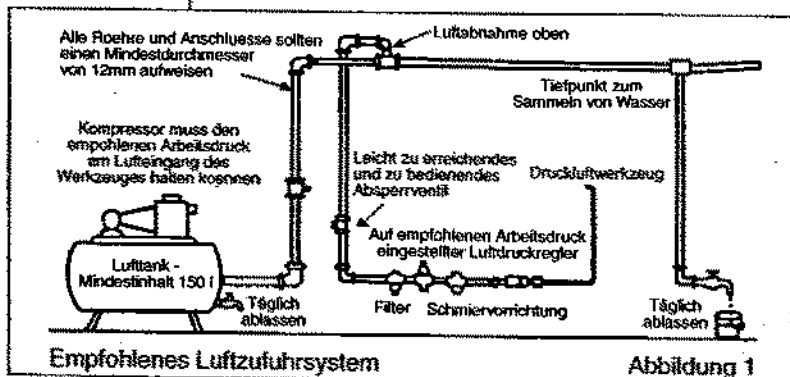 Alle Roehre und Anschluesse sollten
einen Mindestdurchmesser
von 12mm aufweisen
Luftabnahme oben
Tiefpunkt zum
Sammeln von Wasser
Kompressor muss den
empohlenen Arbeitsdruck
am Lufteingang des
Werkzeuges halten koennen
Leicht zu erreichendes
und zu bedienendes
Absperrventil
Druckluftwerkzeug
Auf empfohlenen Arbeitsdruck
eingestellter Luftdruckregler
Lufttank -
Mindestinhalt 150 l
Täglich
ablassen
Filter
Schmiervorrichtung
Täglich
ablassen
Empfohlenes Luftzufuhrsystem
Abbildung 1